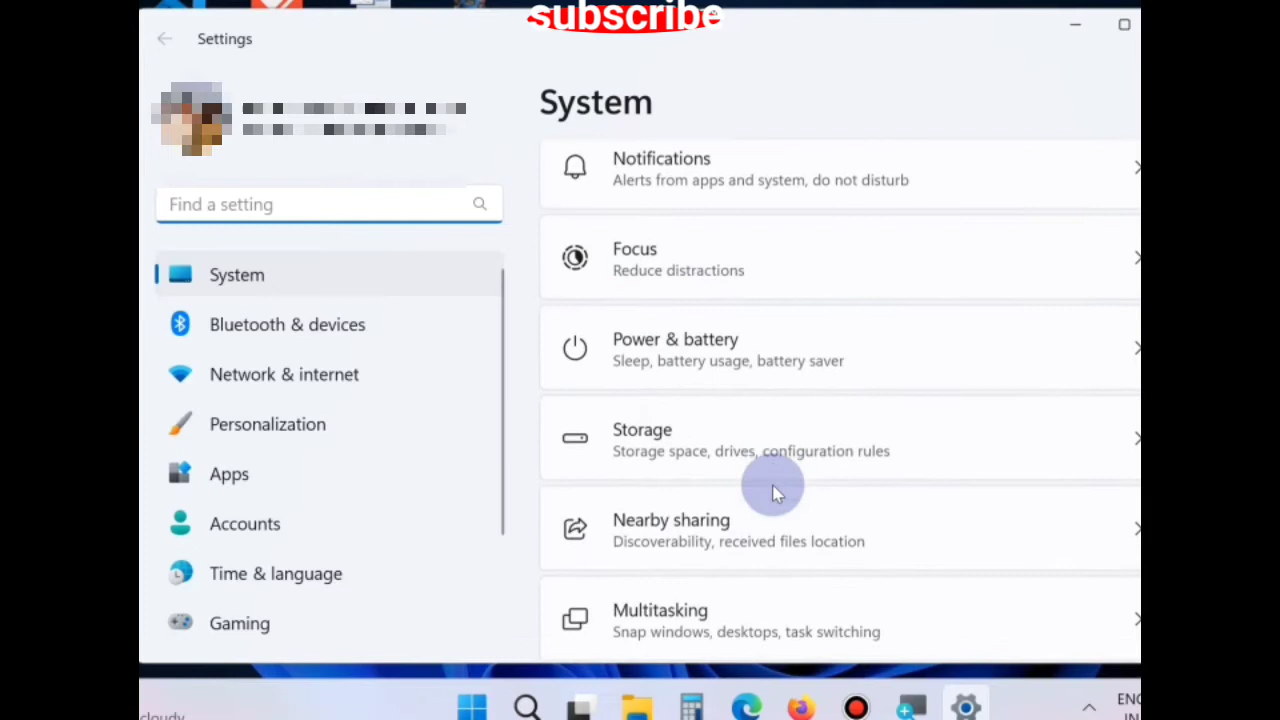 subscribe
Settings
System
Find a setting
System
Bluetooth & devices
Network & internet
Personalization
Apps
Accounts
Time & language
Gaming
Notifications
Alerts from apps and system, do not disturb
Focus
Reduce distractions
Power & battery
Sleep, battery usage, battery saver
Storage
Storage space, drives, configuration rules
Nearby sharing
Discoverability, received files location
Multitasking
Snap windows, desktops, task switching
cloudy
ENG